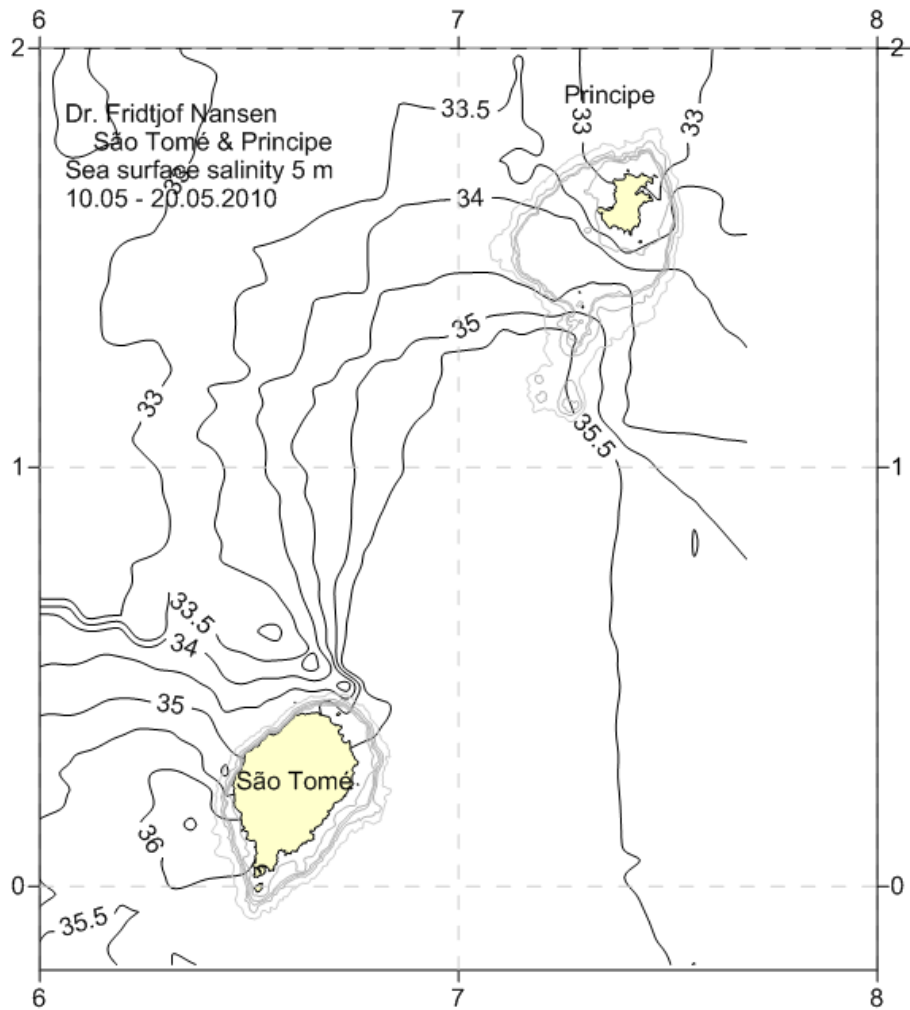 6 7 8
2 2
Principe
33.5 33 33
Dr. Fridtjof Nansen
São Tomé & Principe
Sea surface salinity 5 m
10.05 - 20.05.2010
33
34
35
33
35.5
1 1
33.5
34
35
São Tomé
36
0 0
35.5
6 7 8